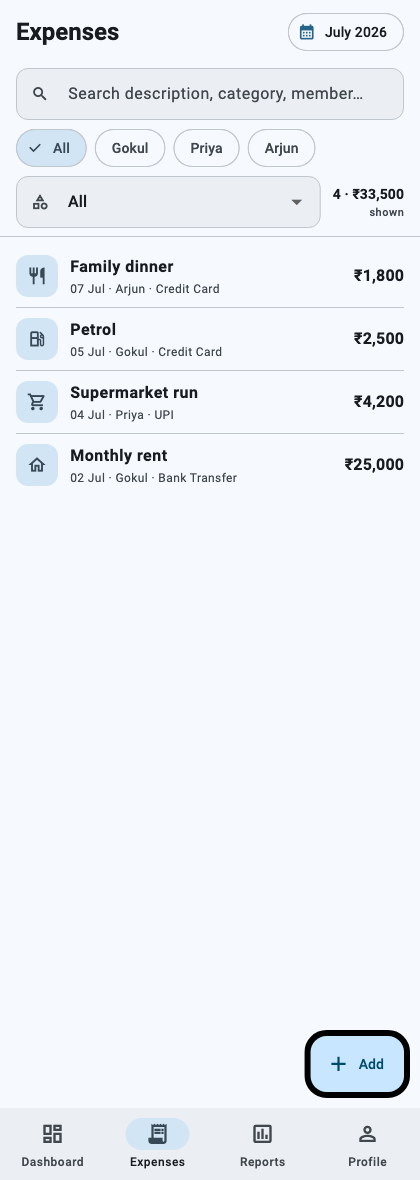 Expenses
July 2026
Search description, category, member...
All
Gokul
Priya
Arjun
All
4 · ₹33,500
shown
Family dinner
07 Jul · Arjun · Credit Card
₹1,800
Petrol
05 Jul · Gokul · Credit Card
₹2,500
Supermarket run
04 Jul · Priya · UPI
₹4,200
Monthly rent
02 Jul · Gokul · Bank Transfer
₹25,000
Add
Dashboard
Expenses
Reports
Profile